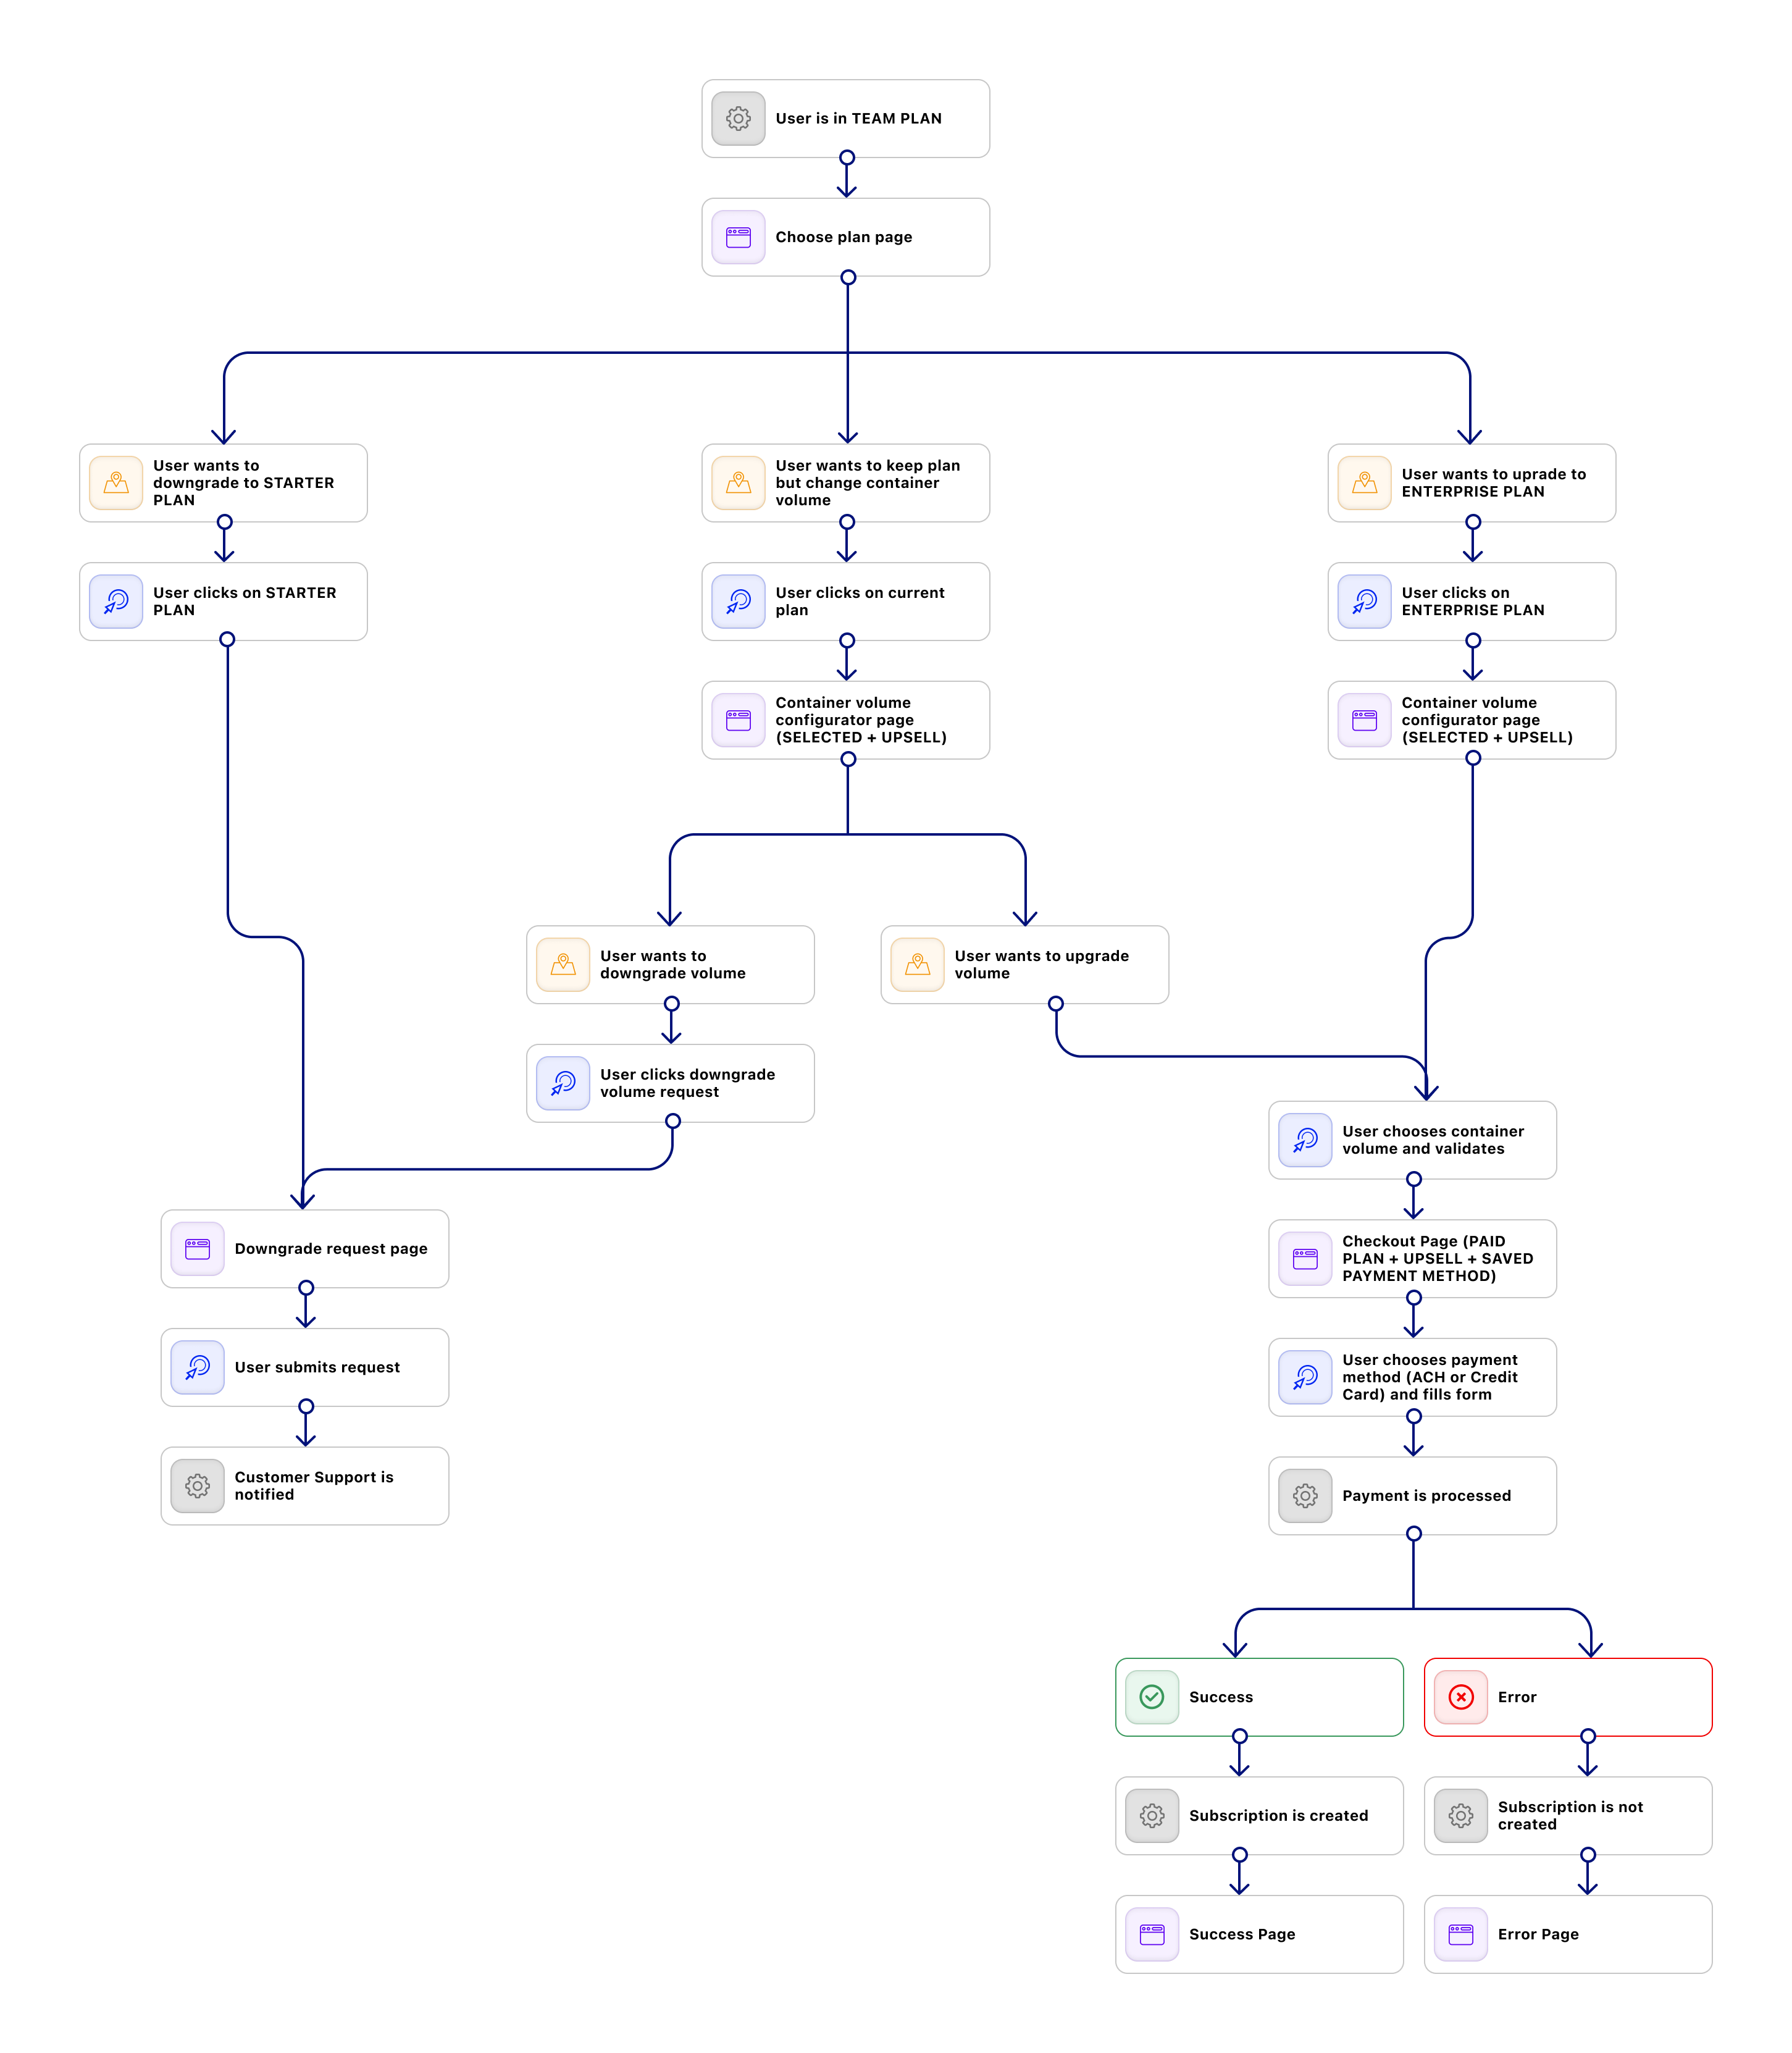 User is in TEAM PLAN
Choose plan page
User wants to
downgrade to STARTER
PLAN
User wants to keep plan
but change container
volume
User wants to uprade to
ENTERPRISE PLAN
User clicks on STARTER
PLAN
User clicks on current
plan
User clicks on
ENTERPRISE PLAN
Container volume
configurator page
(SELECTED + UPSELL)
Container volume
configurator page
(SELECTED + UPSELL)
User wants to
downgrade volume
User wants to upgrade
volume
User clicks downgrade
volume request
User chooses container
volume and validates
Downgrade request page
Checkout Page (PAID
PLAN + UPSELL + SAVED
PAYMENT METHOD)
User submits request
User chooses payment
method (ACH or Credit
Card) and fills form
Customer Support is
notified
Payment is processed
Success
Error
Subscription is created
Subscription is not
created
Success Page
Error Page